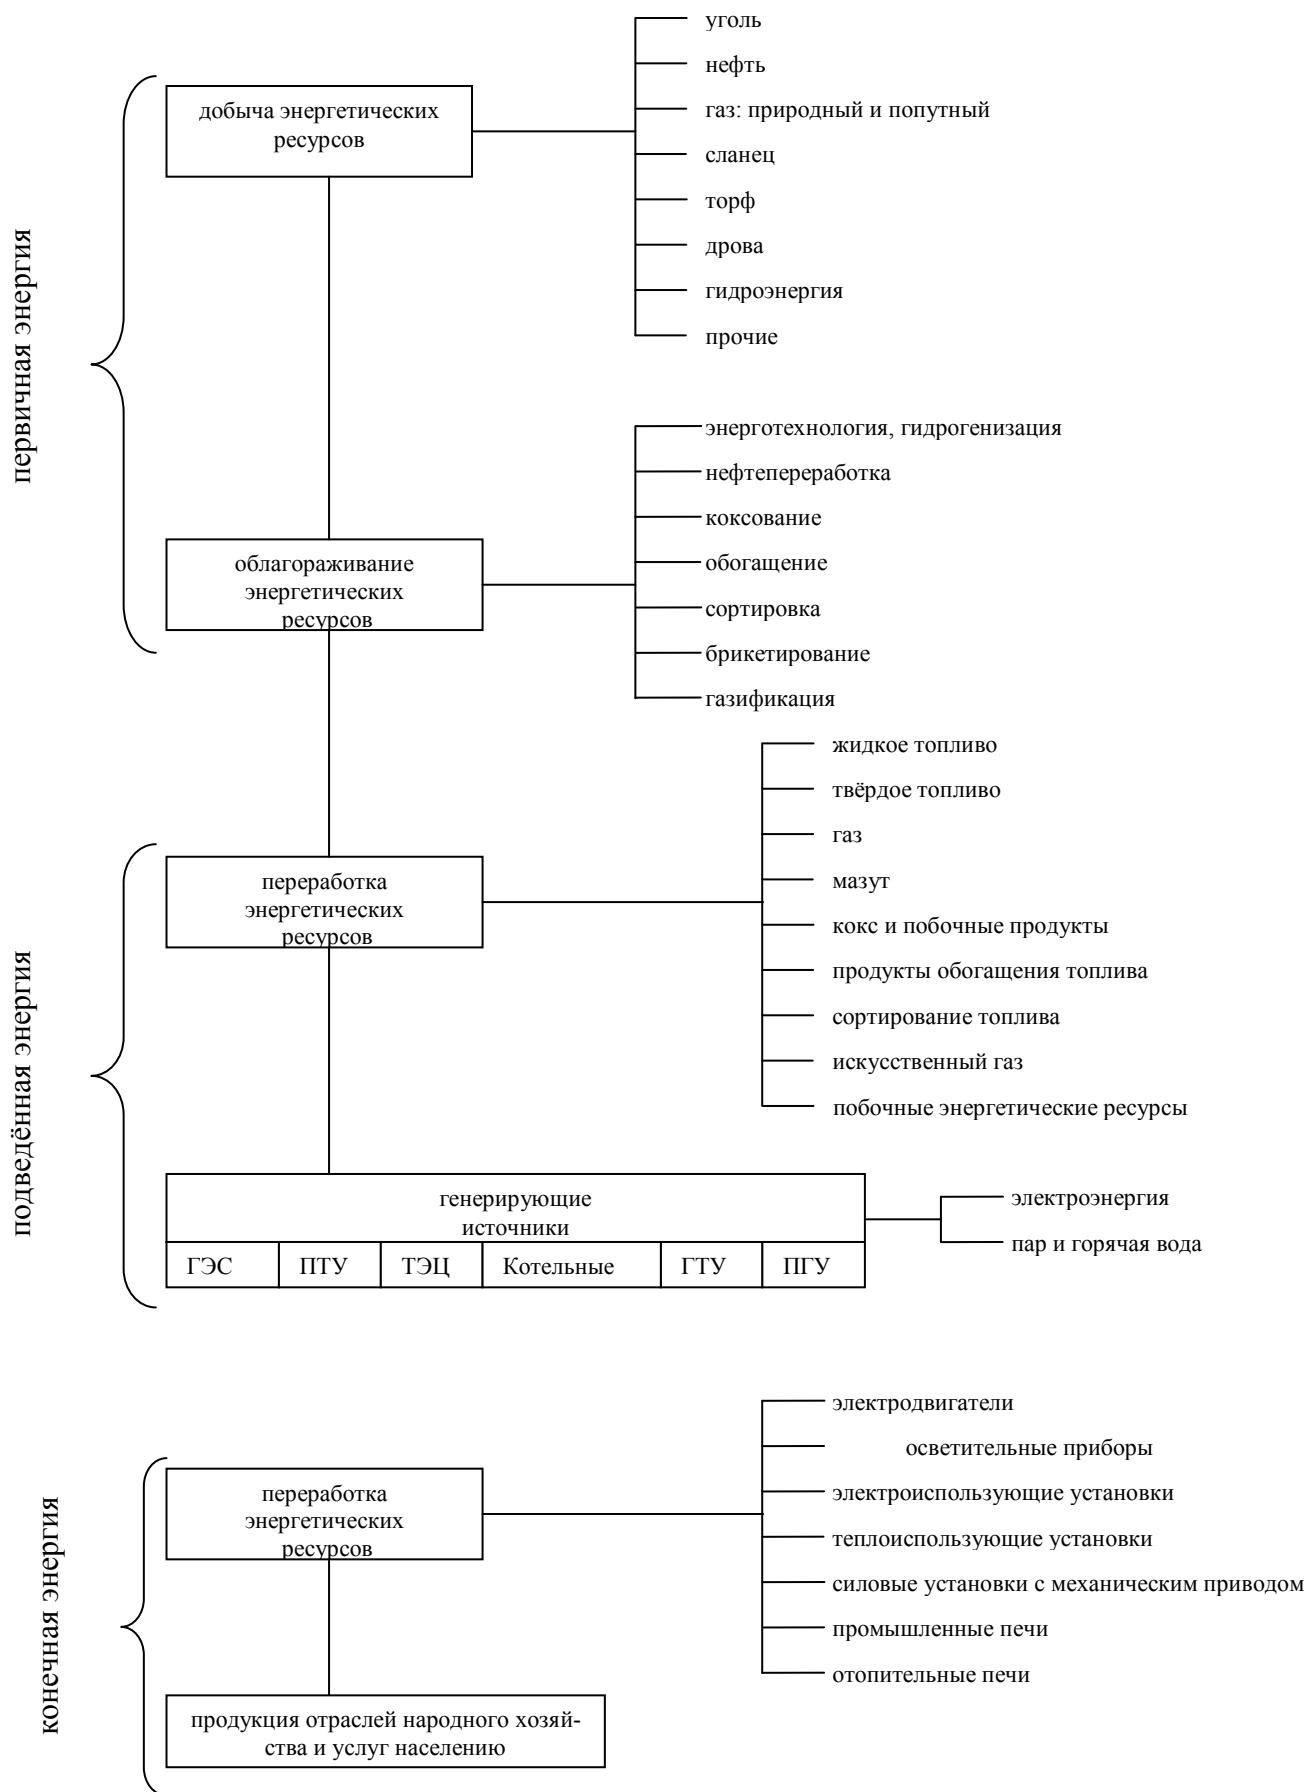 первичная энергия
добыча энергетических
ресурсов
уголь
нефть
газ: природный и попутный
сланец
торф
дрова
гидроэнергия
прочие
облагораживание
энергетических
ресурсов
энерготехнология, гидрогенизация
нефтепереработка
коксование
обогащение
сортировка
брикетирование
газификация
подведённая энергия
переработка
энергетических
ресурсов
жидкое топливо
твёрдое топливо
газ
мазут
кокс и побочные продукты
продукты обогащения топлива
сортирование топлива
искусственный газ
побочные энергетические ресурсы
генерирующие
источники
ГЭС ПТУ ТЭЦ Котельные ГТУ ПГУ
электроэнергия
пар и горячая вода
конечная энергия
переработка
энергетических
ресурсов
электродвигатели
осветительные приборы
электроиспользующие установки
теплоиспользующие установки
силовые установки с механическим приводом
промышленные печи
отопительные печи
продукция отраслей народного хозяй-
ства и услуг населению